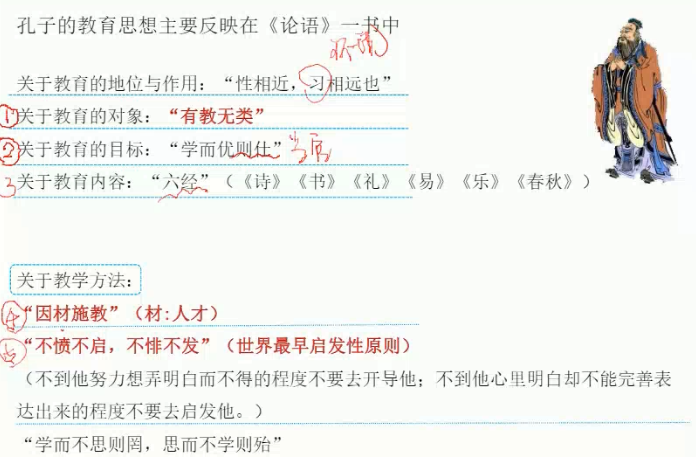 孔子的教育思想主要反映在《论语》一书中
关于教育的地位与作用：“性相近，习相远也”
①关于教育的对象：“有教无类”
②关于教育的目标：“学而优则仕” 当官
3关于教育内容：“六经”（《诗》《书》《礼》《易》《乐》《春秋》）
关于教学方法：
④“因材施教”（材:人才）
⑤“不愤不启，不悱不发”（世界最早启发性原则）
（不到他努力想弄明白而不得的程度不要去开导他；不到他心里明白却不能完善表
达出来的程度不要去启发他。）
“学而不思则罔，思而不学则殆”